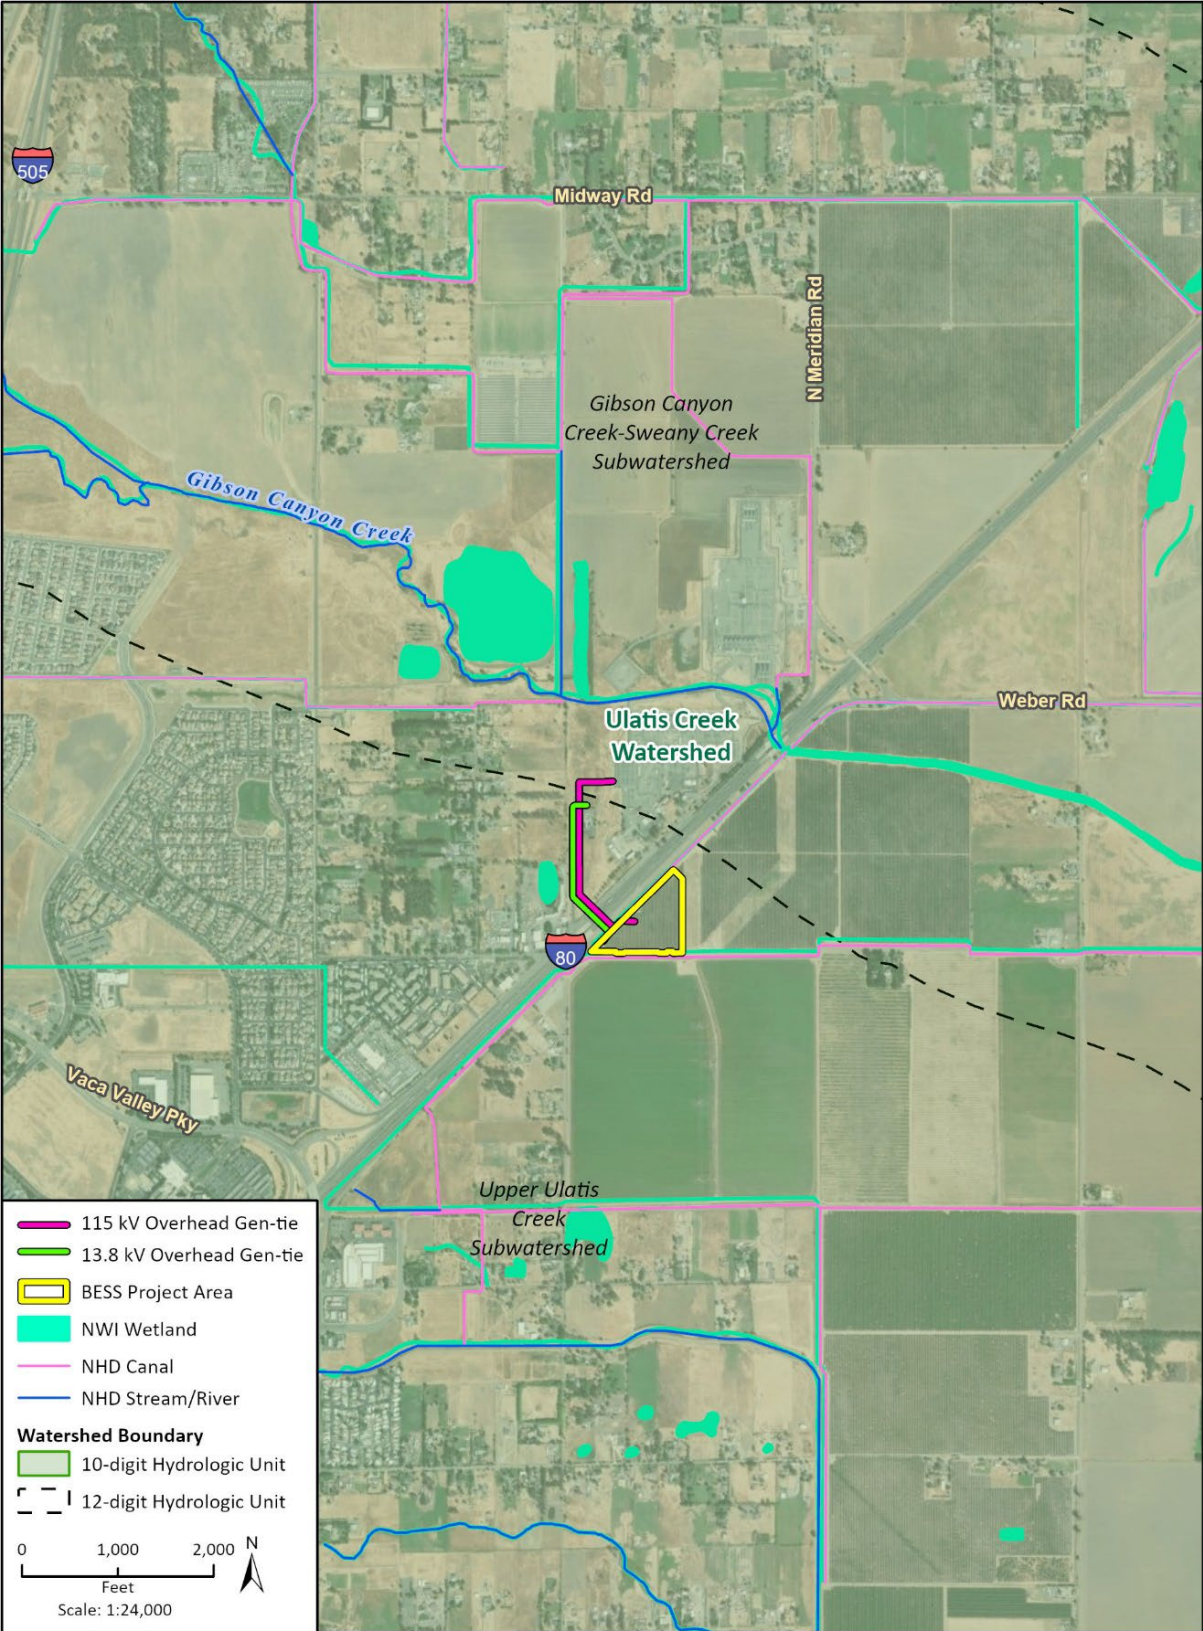 505
Midway Rd
N Meridian Rd
Gibson Canyon
Creek-Sweany Creek
Subwatershed
Gibson Canyon Creek
Weber Rd
Ulatis Creek
Watershed
80
Vaca Valley Pky
Upper Ulatis
Creek
Subwatershed
115 kV Overhead Gen-tie
13.8 kV Overhead Gen-tie
BESS Project Area
NWI Wetland
NHD Canal
NHD Stream/River
Watershed Boundary
10-digit Hydrologic Unit
12-digit Hydrologic Unit
0 1,000 2,000 N
Feet
Scale: 1:24,000